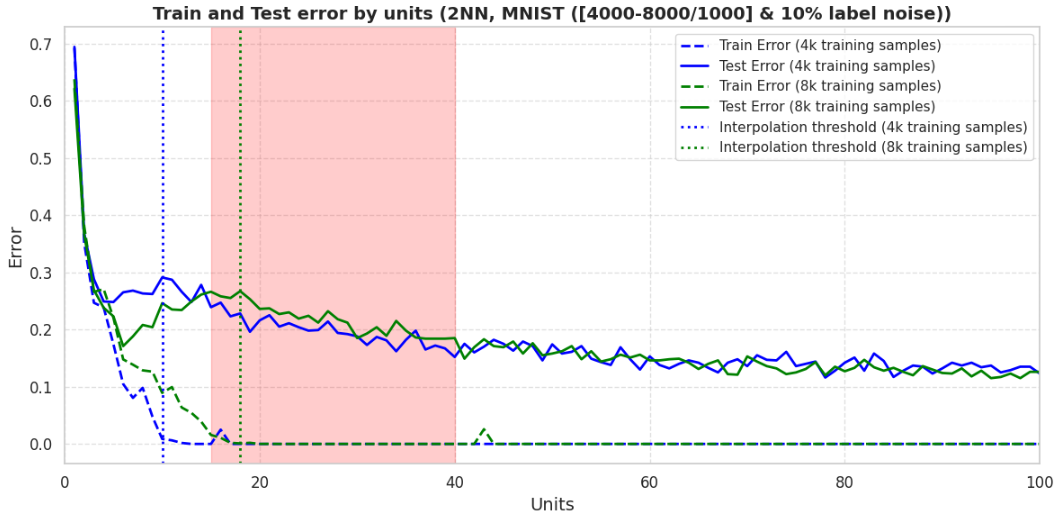 Train and Test error by units (2NN, MNIST ([4000-8000/1000] & 10% label noise))
Train Error (4k training samples)
Test Error (4k training samples)
Train Error (8k training samples)
Test Error (8k training samples)
Interpolation threshold (4k training samples)
Interpolation threshold (8k training samples)
Error
0.7
0.6
0.5
0.4
0.3
0.2
0.1
0.0
0
20
40
60
80
100
Units